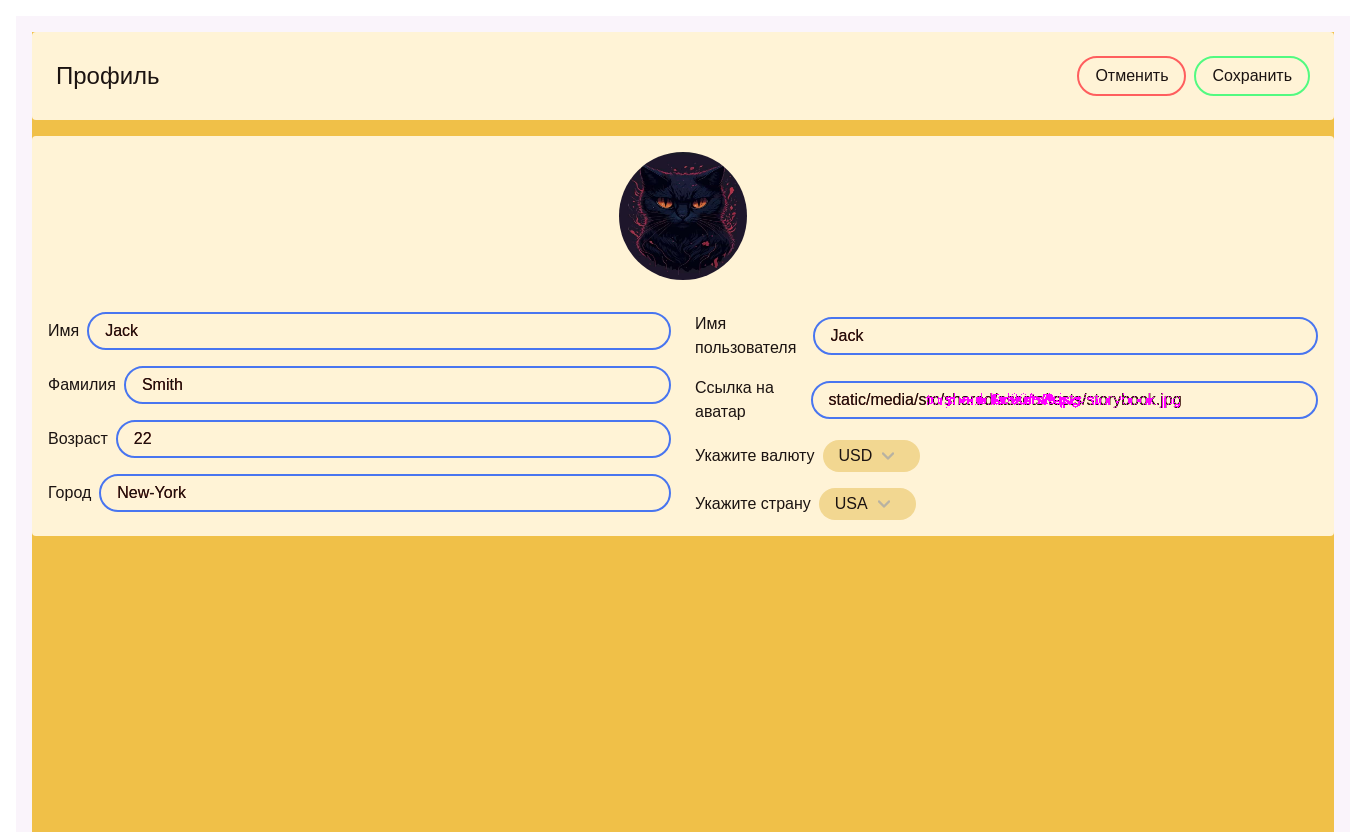 Профиль
Отменить
Сохранить
Имя
Jack
Фамилия
Smith
Возраст
22
Город
New-York
Имя
пользователя
Jack
Ссылка на
аватар
static/media/src/shared/assets/tests/storybook.jpg
Укажите валюту
USD
Укажите страну
USA